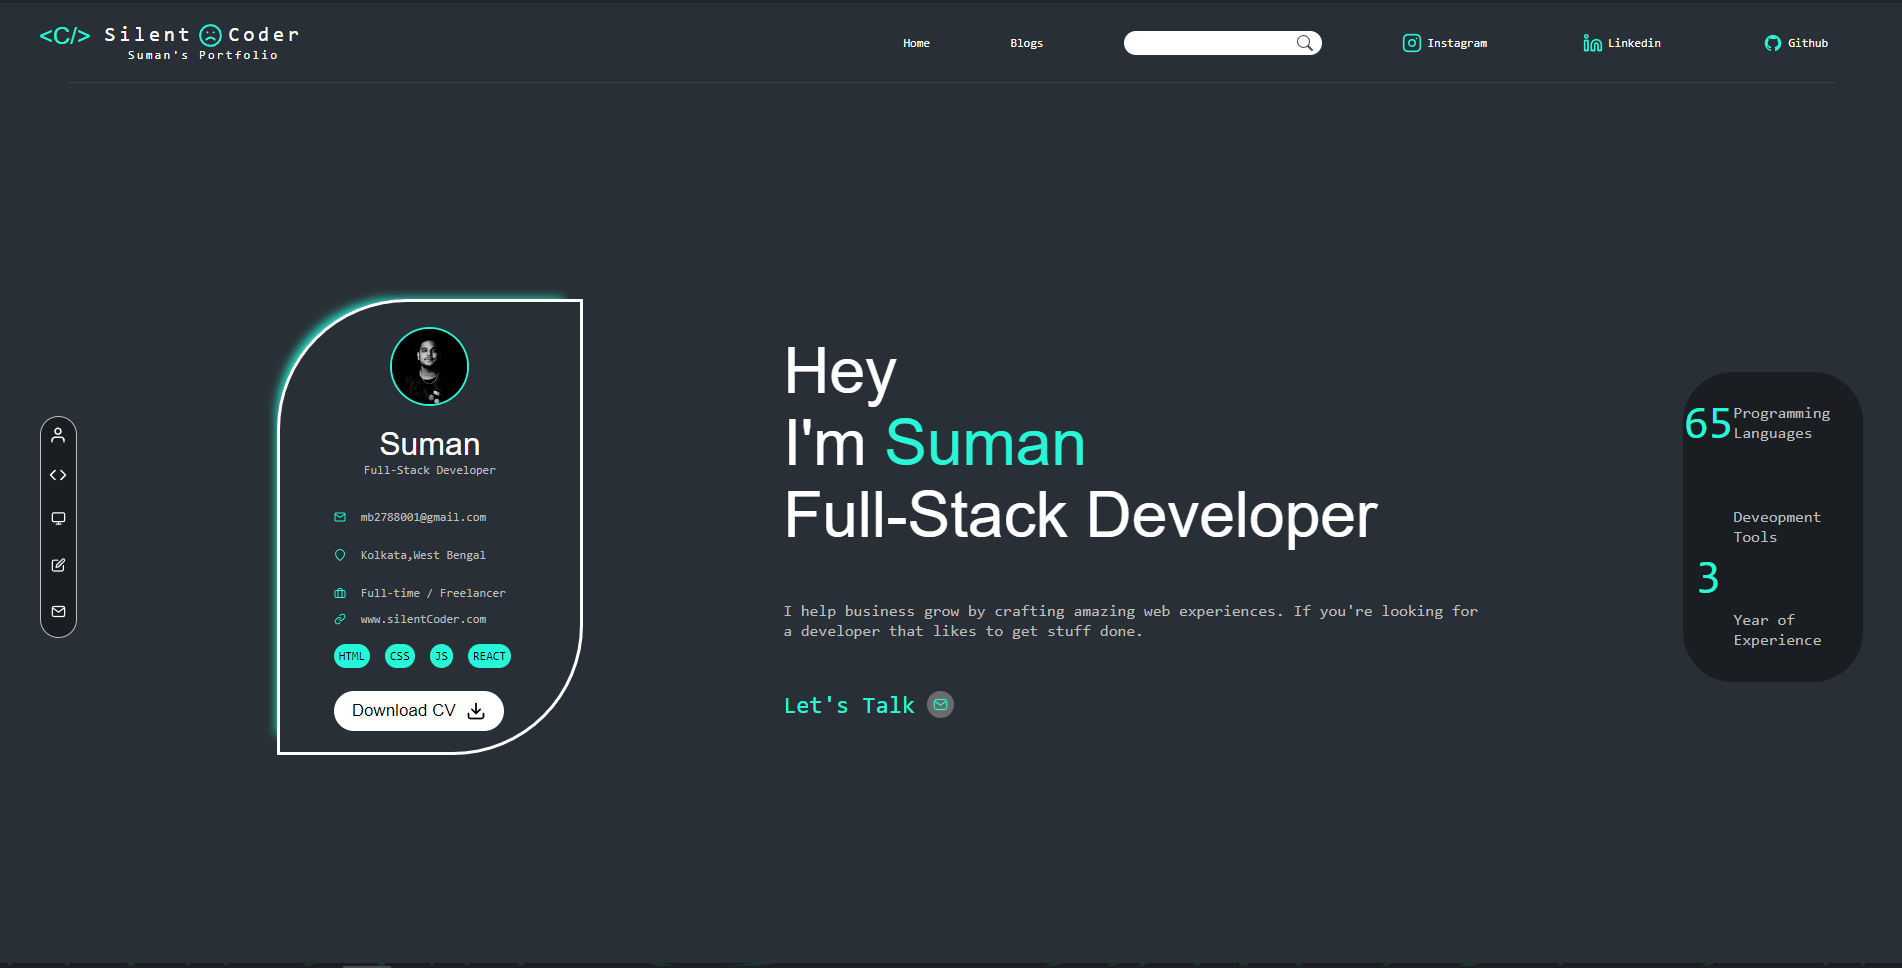 <C/> Silent Coder
Suman's Portfolio
Home
Blogs
Instagram
Linkedin
Github
Suman
Full-Stack Developer
mb2788001@gmail.com
Kolkata,West Bengal
Full-time / Freelancer
www.silentCoder.com
HTML CSS JS REACT
Download CV
Hey
I'm Suman
Full-Stack Developer
I help business grow by crafting amazing web experiences. If you're looking for
a developer that likes to get stuff done.
Let's Talk
65 Programming
Languages
Deveopment
Tools
3
Year of
Experience